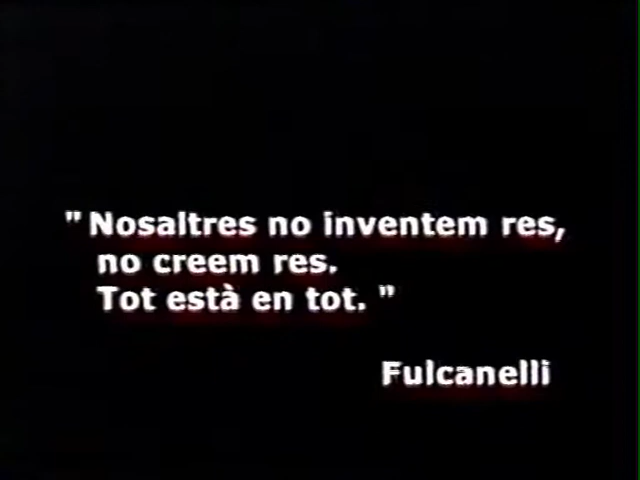 " Nosaltres no inventem res,
no creem res.
Tot està en tot. "
Fulcanelli